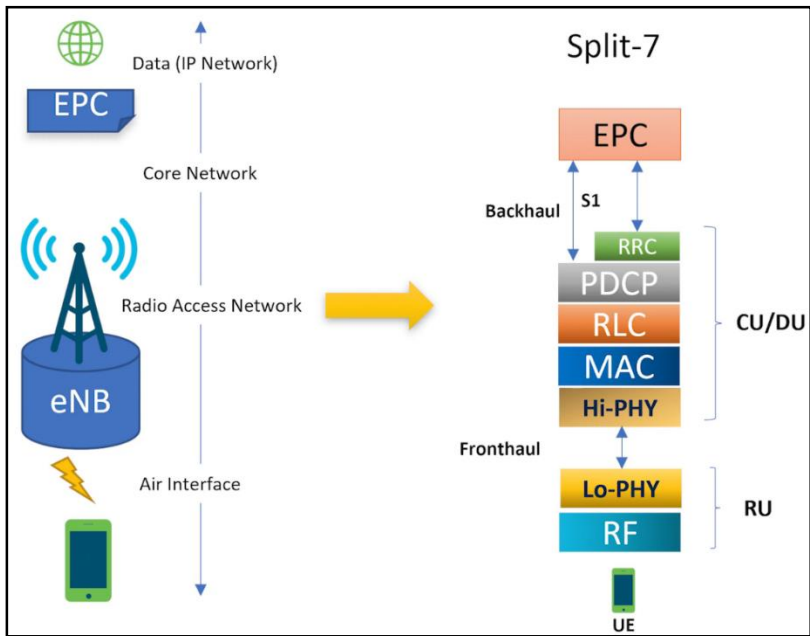 Data (IP Network)
EPC
Core Network
Radio Access Network
eNB
Air Interface
Split-7
EPC
Backhaul
S1
RRC
PDCP
RLC
MAC
Hi-PHY
CU/DU
Fronthaul
Lo-PHY
RF
RU
UE